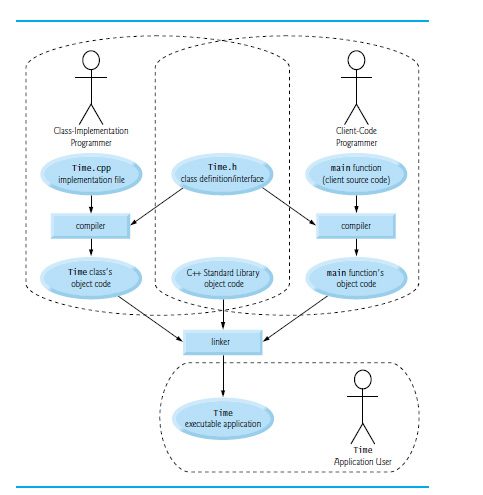 Class-Implementation
Programmer
Client-Code
Programmer
Time.cpp
implementation file
Time.h
class definition/interface
main function
(client source code)
compiler
compiler
Time class's
object code
C++ Standard Library
object code
main function's
object code
linker
Time
executable application
Time
Application User